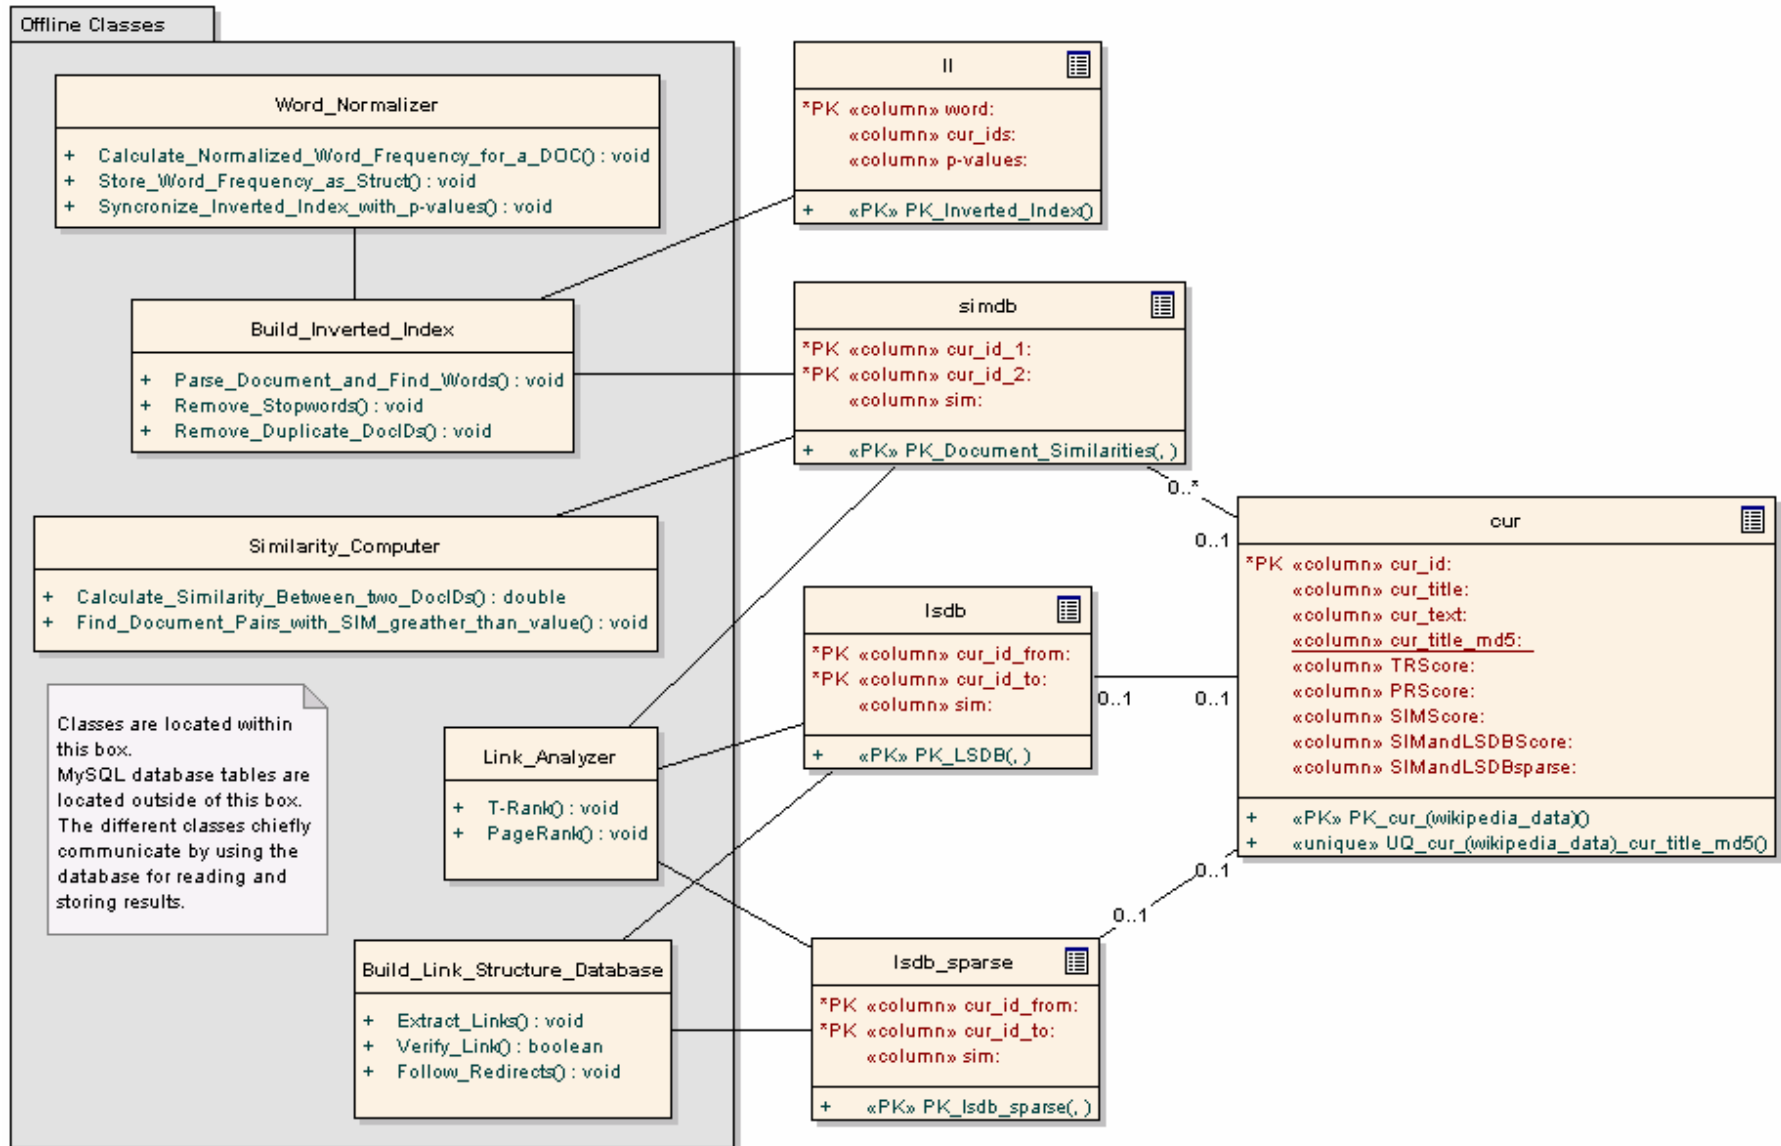 Offline Classes
Word_Normalizer
+ Calculate_Normalized_Word_Frequency_for_a_DOC() : void
+ Store_Word_Frequency_as_Struct() : void
+ Syncronize_Inverted_Index_with_p-values() : void
Build_Inverted_Index
+ Parse_Document_and_Find_Words() : void
+ Remove_Stopwords() : void
+ Remove_Duplicate_DocIDs() : void
Similarity_Computer
+ Calculate_Similarity_Between_two_DocIDs() : double
+ Find_Document_Pairs_with_SIM_greather_than_value() : void
Classes are located within
this box.
MySQL database tables are
located outside of this box.
The different classes chiefly
communicate by using the
database for reading and
storing results.
Link_Analyzer
+ T-Rank() : void
+ PageRank() : void
Build_Link_Structure_Database
+ Extract_Links() : void
+ Verify_Link() : boolean
+ Follow_Redirects() : void
II
*PK «column» word:
«column» cur_ids:
«column» p-values:
+ «PK» PK_Inverted_Index()
simdb
*PK «column» cur_id_1:
*PK «column» cur_id_2:
«column» sim:
+ «PK» PK_Document_Similarities(, )
0..*
0..1
lsdb
*PK «column» cur_id_from:
*PK «column» cur_id_to:
«column» sim:
+ «PK» PK_LSDB(, )
0..1
0..1
lsdb_sparse
*PK «column» cur_id_from:
*PK «column» cur_id_to:
«column» sim:
+ «PK» PK_lsdb_sparse(, )
0..1
0..1
cur
*PK «column» cur_id:
«column» cur_title:
«column» cur_text:
«column» cur_title_md5:
«column» TRScore:
«column» PRScore:
«column» SIMScore:
«column» SIMandLSDBScore:
«column» SIMandLSDBsparse:
+ «PK» PK_cur_(wikipedia_data)()
+ «unique» UQ_cur_(wikipedia_data)_cur_title_md5()